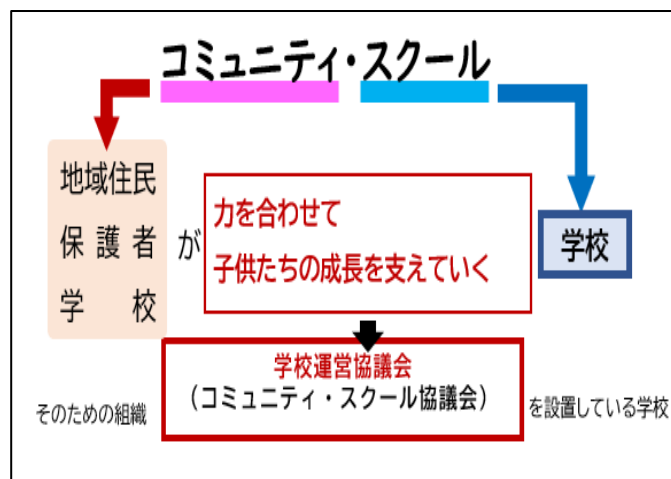 コミュニティ・スクール
地域住民
保護者
学校
が
力を合わせて
子供たちの成長を支えていく
学校
そのための組織
学校運営協議会
（コミュニティ・スクール協議会）
を設置している学校